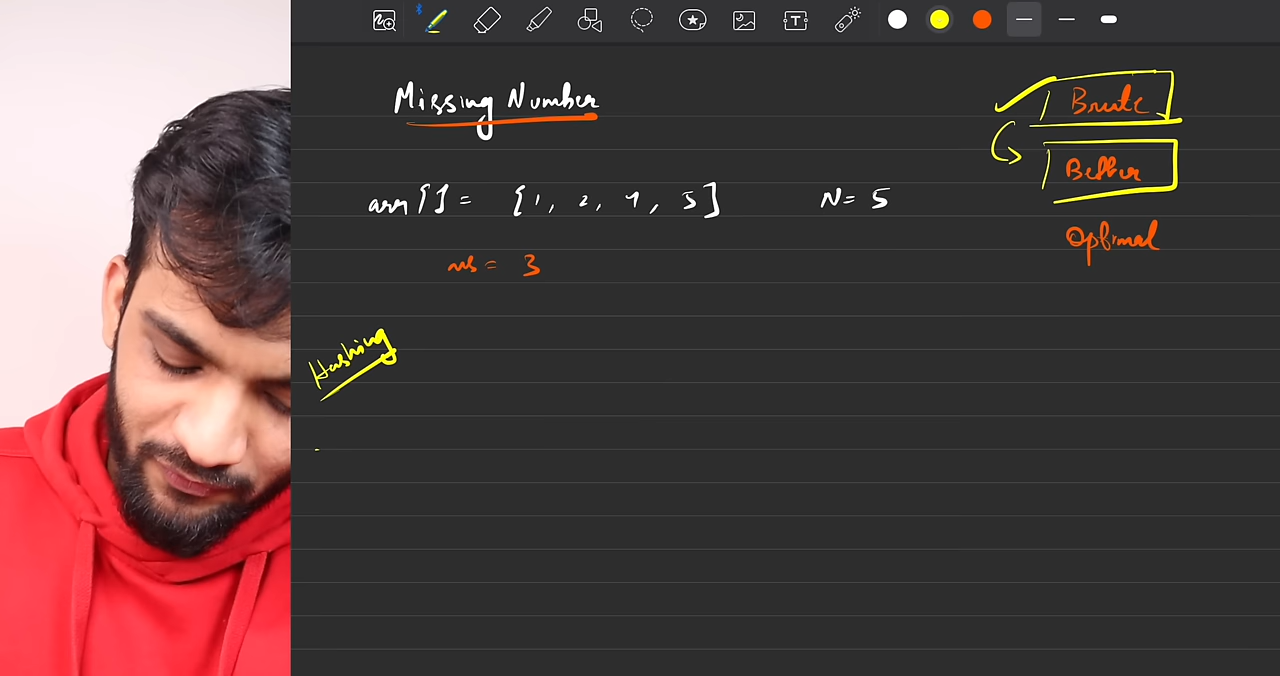 Missing Number
Brute
Better
arr[] = {1, 2, 4, 5} N = 5
Optimal
= 3
Hashing